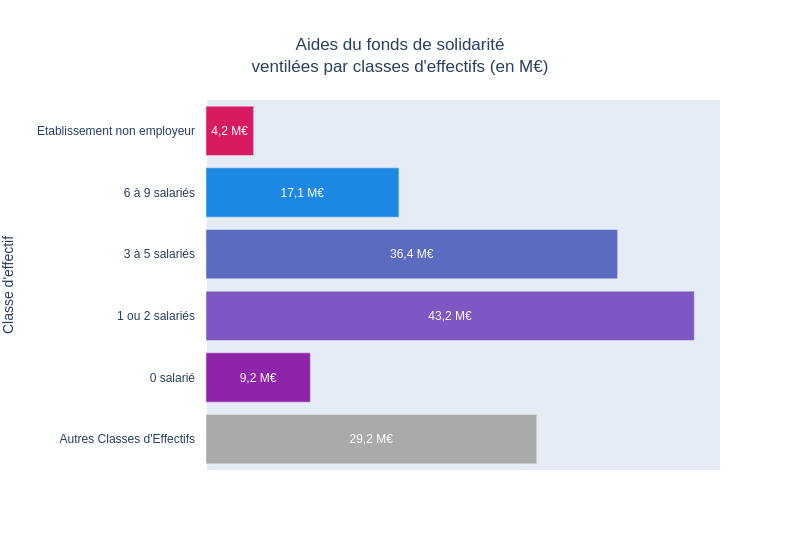 Aides du fonds de solidarité
ventilées par classes d'effectifs (en M€)
Classe d'effectif
Etablissement non employeur
4,2 M€
6 à 9 salariés
17,1 M€
3 à 5 salariés
36,4 M€
1 ou 2 salariés
43,2 M€
0 salarié
9,2 M€
Autres Classes d'Effectifs
29,2 M€